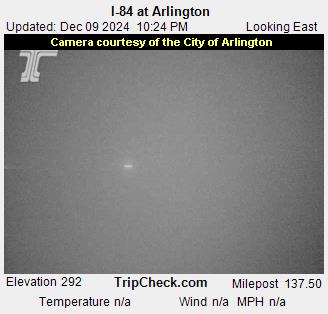 I-84 at Arlington
Updated: Dec 09 2024 10:24 PM Looking East
Camera courtesy of the City of Arlington
Elevation 292 TripCheck.com Milepost 137.50
Temperature n/a Wind n/a MPH n/a